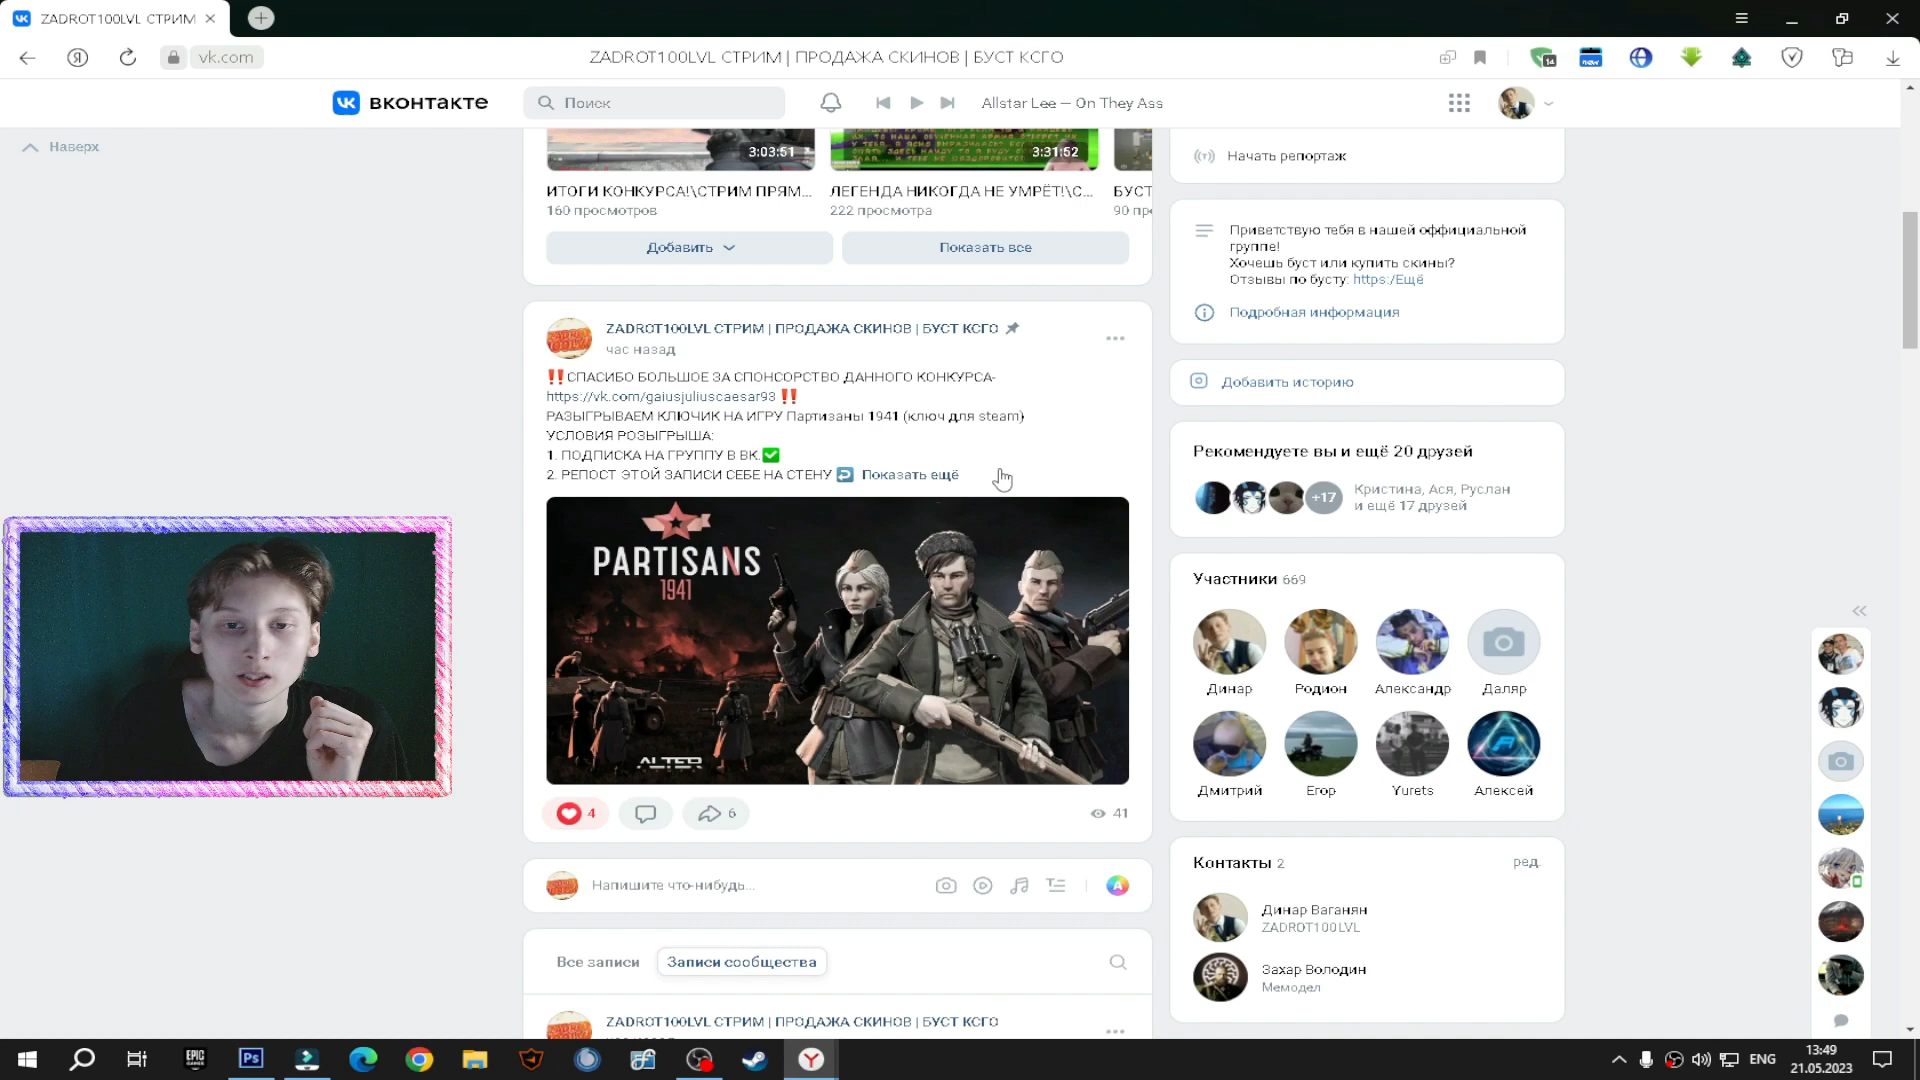 ZADROT100LVL СТРИМ
vk.com
ZADROT100LVL СТРИМ | ПРОДАЖА СКИНОВ | БУСТ КСГО
14
new
вконтакте
Поиск
Allstar Lee — On They Ass
Наверх
3:03:51
3:31:52
ИТОГИ КОНКУРСА!\СТРИМ ПРЯМ...
ЛЕГЕНДА НИКОГДА НЕ УМРЁТ!\С...
БУСТ
160 просмотров
222 просмотра
90 пр
Добавить
Показать все
ZADROT100LVL СТРИМ | ПРОДАЖА СКИНОВ | БУСТ КСГО
час назад
‼️СПАСИБО БОЛЬШОЕ ЗА СПОНСОРСТВО ДАННОГО КОНКУРСА-
https://vk.com/gaiusjuliuscaesar93 ‼️
РАЗЫГРЫВАЕМ КЛЮЧИК НА ИГРУ Партизаны 1941 (ключ для steam)
УСЛОВИЯ РОЗЫГРЫША:
1. ПОДПИСКА НА ГРУППУ В ВК.✅
2. РЕПОСТ ЭТОЙ ЗАПИСИ СЕБЕ НА СТЕНУ ↩️ Показать ещё
PARTISANS
1941
ALTER
4
6
41
Напишите что-нибудь...
Все записи
Записи сообщества
ZADROT100LVL СТРИМ | ПРОДАЖА СКИНОВ | БУСТ КСГО
Начать репортаж
Приветствую тебя в нашей оффициальной
группе!
Хочешь буст или купить скины?
Отзывы по бусту: https:/Ещё
Подробная информация
Добавить историю
Рекомендуете вы и ещё 20 друзей
+17
Кристина, Ася, Руслан
и ещё 17 друзей
Участники 669
Динар
Родион
Александр
Даляр
Дмитрий
Егор
Yurets
Алексей
Контакты 2
ред.
Динар Ваганян
ZADROT100LVL
Захар Володин
Мемодел
EPIC
Ps
ENG
13:49
21.05.2023